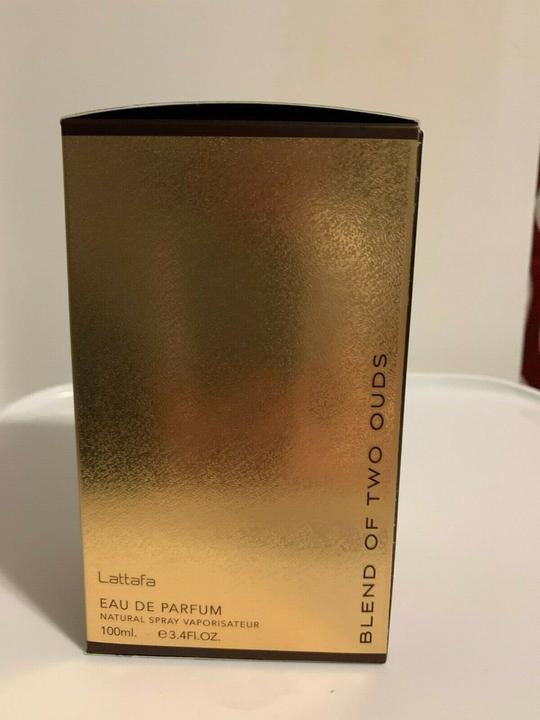 BLEND OF TWO OUDS
Lattafa
EAU DE PARFUM
NATURAL SPRAY VAPORISATEUR
100ml. ℮3.4Fl.OZ.